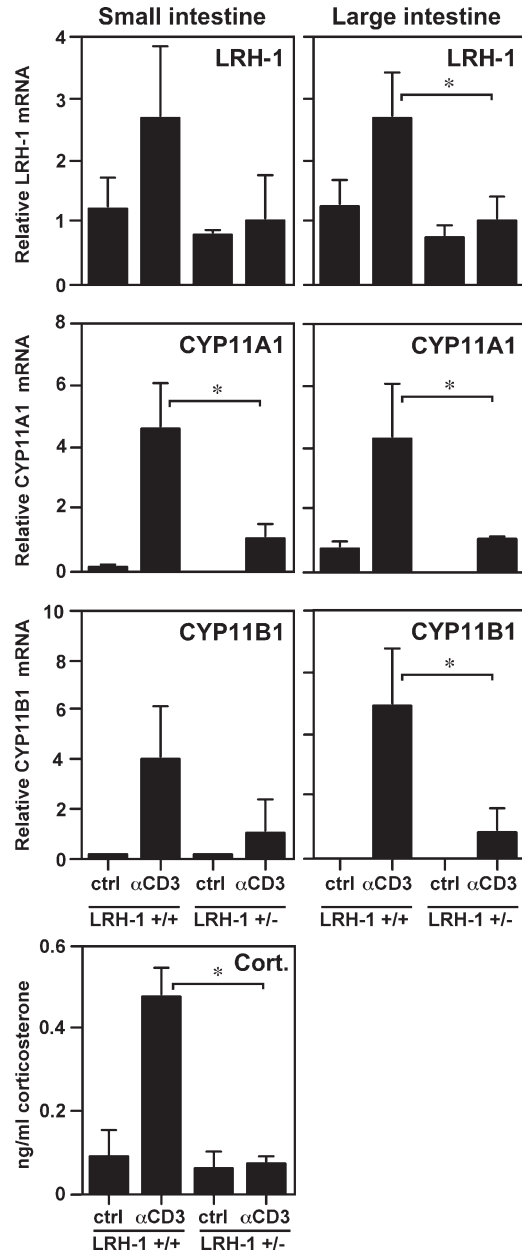 Small intestine Large intestine
LRH-1 LRH-1
Relative LRH-1 mRNA
4
3
2
1
0
*
CYP11A1 CYP11A1
Relative CYP11A1 mRNA
8
6
4
2
0
* *
CYP11B1 CYP11B1
Relative CYP11B1 mRNA
10
8
6
4
2
0
*
ctrl αCD3 ctrl αCD3 ctrl αCD3 ctrl αCD3
LRH-1 +/+ LRH-1 +/- LRH-1 +/+ LRH-1 +/-
Cort.
ng/ml corticosterone
0.6
0.4
0.2
0
*
ctrl αCD3 ctrl αCD3
LRH-1 +/+ LRH-1 +/-